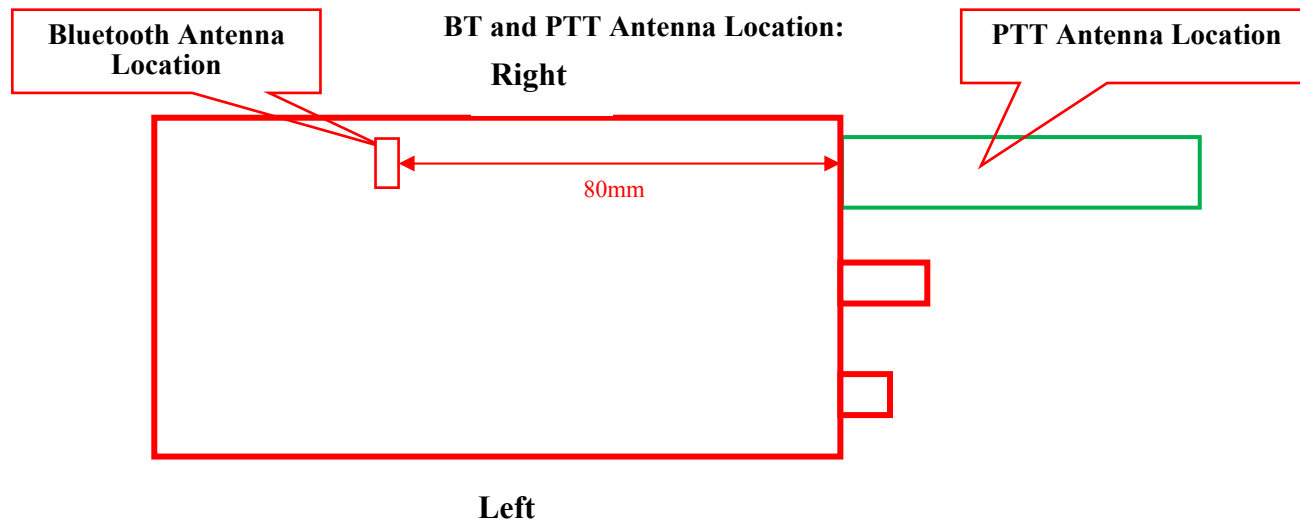 BT and PTT Antenna Location:
Bluetooth Antenna
Location
PTT Antenna Location
Right
80mm
Left